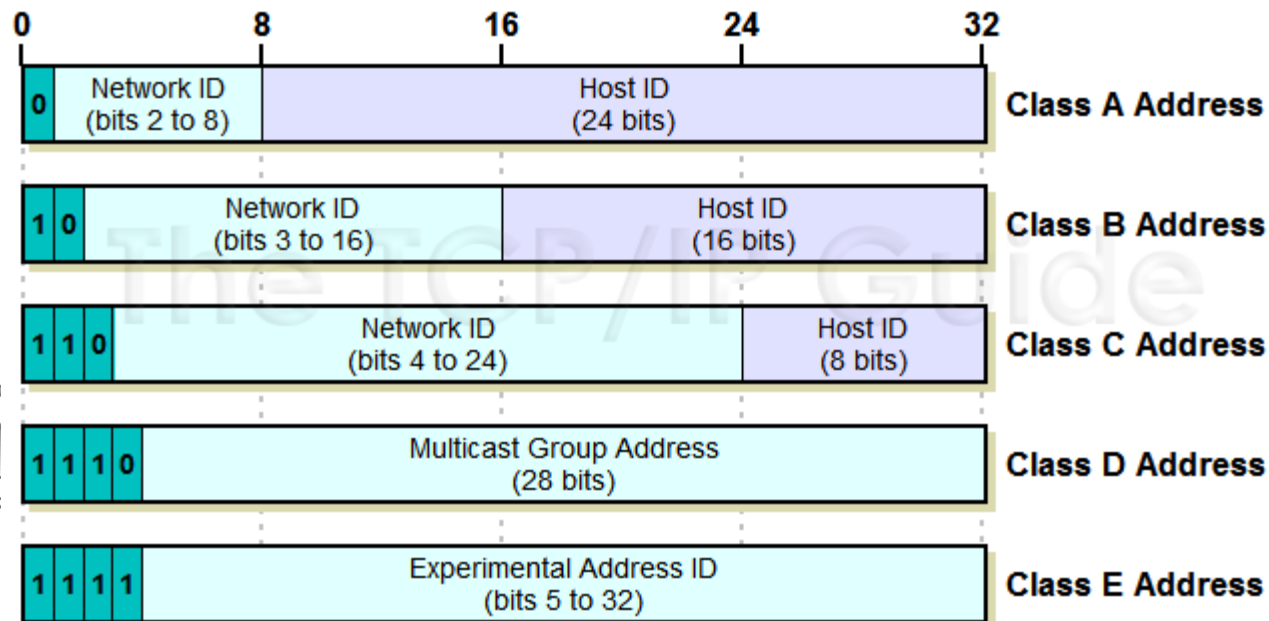 0 8 16 24 32
0 Network ID Host ID Class A Address
(bits 2 to 8) (24 bits)
1 0 Network ID Host ID Class B Address
(bits 3 to 16) (16 bits)
The TCP/IP Guide
1 1 0 Network ID Host ID Class C Address
(bits 4 to 24) (8 bits)
1 1 1 0 Multicast Group Address Class D Address
(28 bits)
1 1 1 1 Experimental Address ID Class E Address
(bits 5 to 32)